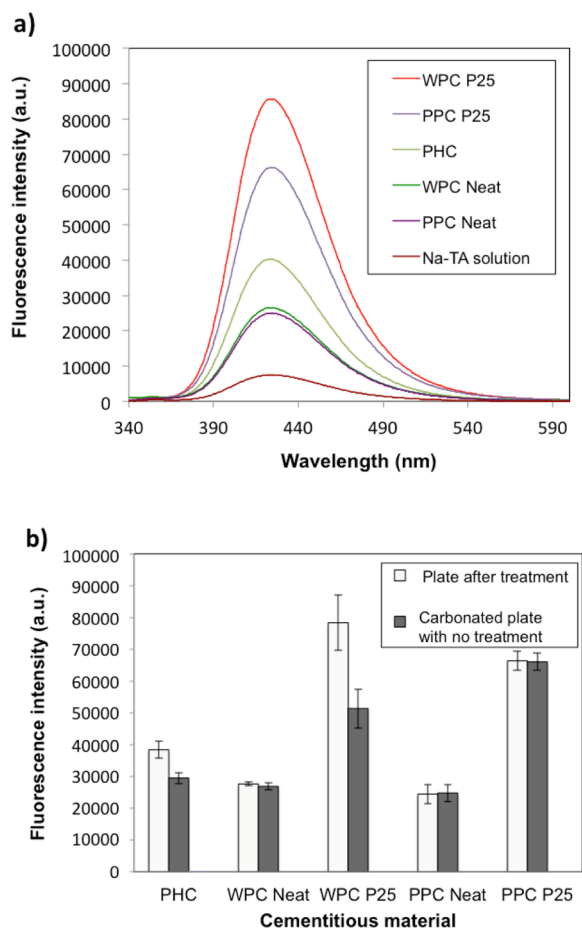 a)
Fluorescence intensity (a.u.)
100000
90000
80000
70000
60000
50000
40000
30000
20000
10000
0
WPC P25
PPC P25
PHC
WPC Neat
PPC Neat
Na-TA solution
340
390
440
490
540
590
Wavelength (nm)
b)
Fluorescence intensity (a.u.)
100000
90000
80000
70000
60000
50000
40000
30000
20000
10000
0
Plate after treatment
Carbonated plate
with no treatment
PHC
WPC Neat
WPC P25
PPC Neat
PPC P25
Cementitious material